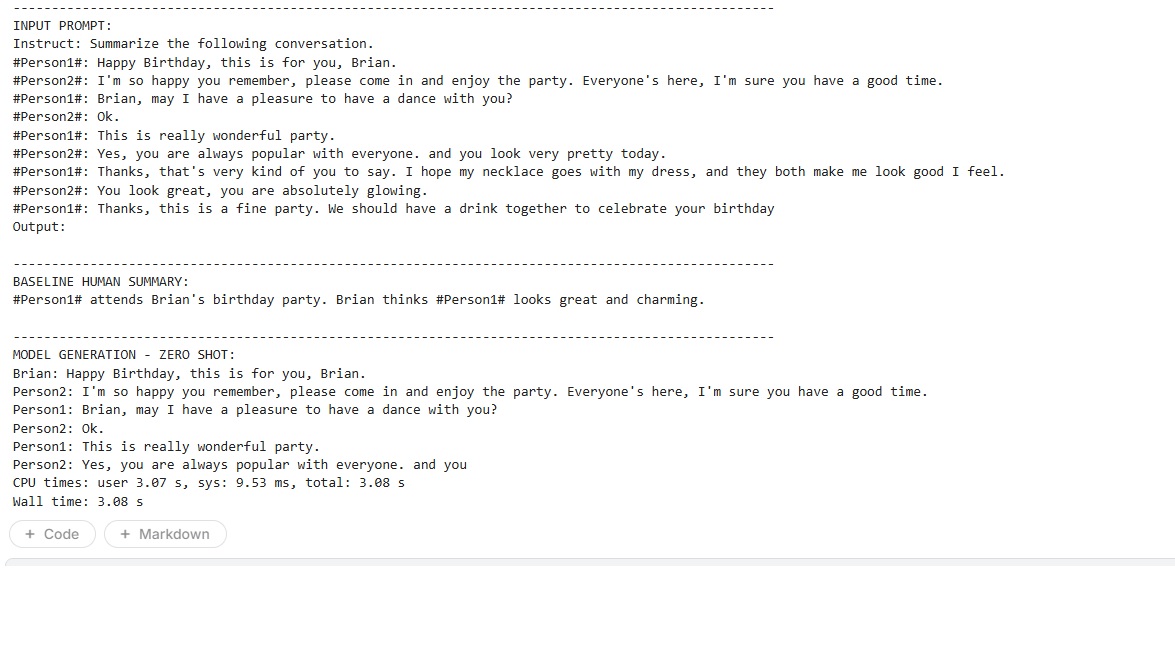 ---------------------------------------------------------------------------------------------------
INPUT PROMPT:
Instruct: Summarize the following conversation.
#Person1#: Happy Birthday, this is for you, Brian.
#Person2#: I'm so happy you remember, please come in and enjoy the party. Everyone's here, I'm sure you have a good time.
#Person1#: Brian, may I have a pleasure to have a dance with you?
#Person2#: Ok.
#Person1#: This is really wonderful party.
#Person2#: Yes, you are always popular with everyone. and you look very pretty today.
#Person1#: Thanks, that's very kind of you to say. I hope my necklace goes with my dress, and they both make me look good I feel.
#Person2#: You look great, you are absolutely glowing.
#Person1#: Thanks, this is a fine party. We should have a drink together to celebrate your birthday
Output:
---------------------------------------------------------------------------------------------------
BASELINE HUMAN SUMMARY:
#Person1# attends Brian's birthday party. Brian thinks #Person1# looks great and charming.
---------------------------------------------------------------------------------------------------
MODEL GENERATION - ZERO SHOT:
Brian: Happy Birthday, this is for you, Brian.
Person2: I'm so happy you remember, please come in and enjoy the party. Everyone's here, I'm sure you have a good time.
Person1: Brian, may I have a pleasure to have a dance with you?
Person2: Ok.
Person1: This is really wonderful party.
Person2: Yes, you are always popular with everyone. and you
CPU times: user 3.07 s, sys: 9.53 ms, total: 3.08 s
Wall time: 3.08 s
+ Code + Markdown